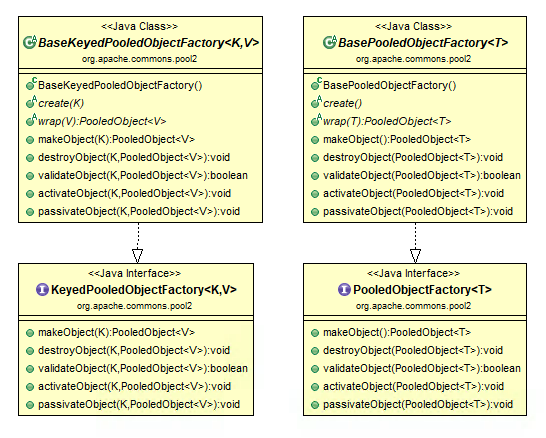 <<Java Class>>
BaseKeyedPooledObjectFactory<K,V>
org.apache.commons.pool2
BaseKeyedPooledObjectFactory()
create(K)
wrap(V):PooledObject<V>
makeObject(K):PooledObject<V>
destroyObject(K,PooledObject<V>):void
validateObject(K,PooledObject<V>):boolean
activateObject(K,PooledObject<V>):void
passivateObject(K,PooledObject<V>):void
<<Java Class>>
BasePooledObjectFactory<T>
org.apache.commons.pool2
BasePooledObjectFactory()
create()
wrap(T):PooledObject<T>
makeObject():PooledObject<T>
destroyObject(PooledObject<T>):void
validateObject(PooledObject<T>):boolean
activateObject(PooledObject<T>):void
passivateObject(PooledObject<T>):void
<<Java Interface>>
KeyedPooledObjectFactory<K,V>
org.apache.commons.pool2
makeObject(K):PooledObject<V>
destroyObject(K,PooledObject<V>):void
validateObject(K,PooledObject<V>):boolean
activateObject(K,PooledObject<V>):void
passivateObject(K,PooledObject<V>):void
<<Java Interface>>
PooledObjectFactory<T>
org.apache.commons.pool2
makeObject():PooledObject<T>
destroyObject(PooledObject<T>):void
validateObject(PooledObject<T>):boolean
activateObject(PooledObject<T>):void
passivateObject(PooledObject<T>):void